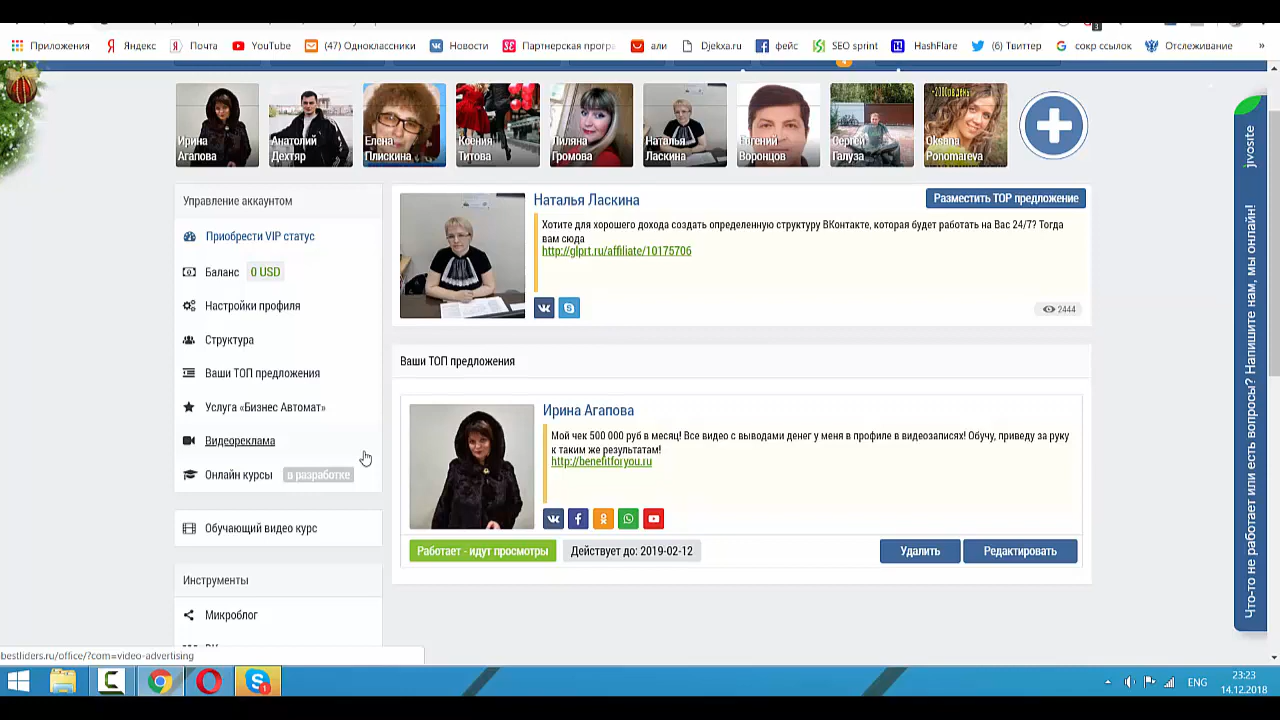 3
Приложения
Яндекс
Почта
YouTube
(47) Одноклассники
Новости
Партнерская прогр
али
Djekxa.ru
фейс
SEO sprint
HashFlare
(6) Твиттер
сокр ссылок
Отслеживание
»
Ирина
Агапова
Анатолий
Дехтяр
Елена
Плискина
Ксения
Титова
Лиляна
Громова
Наталья
Ласкина
Евгений
Воронцов
Сергей
Галуза
~2000р в день
Oksana
Ponomareva
jivosite
Что-то не работает или есть вопросы? Напишите нам, мы онлайн!
Управление аккаунтом
Приобрести VIP статус
Баланс 0 USD
Настройки профиля
Структура
Ваши ТОП предложения
Услуга «Бизнес Автомат»
Видеореклама
Онлайн курсы в разработке
Обучающий видео курс
Инструменты
Микроблог
Наталья Ласкина
Разместить TOP предложение
Хотите для хорошего дохода создать определенную структуру ВКонтакте, которая будет работать на Вас 24/7? Тогда
вам сюда
http://glprt.ru/affiliate/10175706
2444
Ваши ТОП предложения
Ирина Агапова
Мой чек 500 000 руб в месяц! Все видео с выводами денег у меня в профиле в видеозаписях! Обучу, приведу за руку
к таким же результатам!
http://benefitforyou.ru
Работает - идут просмотры
Действует до: 2019-02-12
Удалить
Редактировать
bestliders.ru/office/?com=video-advertising
ENG
23:23
14.12.2018